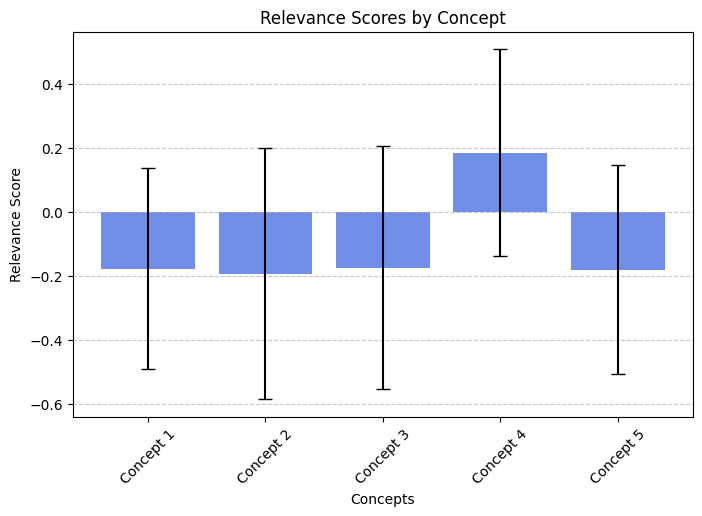 Relevance Scores by Concept
Relevance Score
0.4
0.2
0.0
−0.2
−0.4
−0.6
Concept 1
Concept 2
Concept 3
Concept 4
Concept 5
Concepts